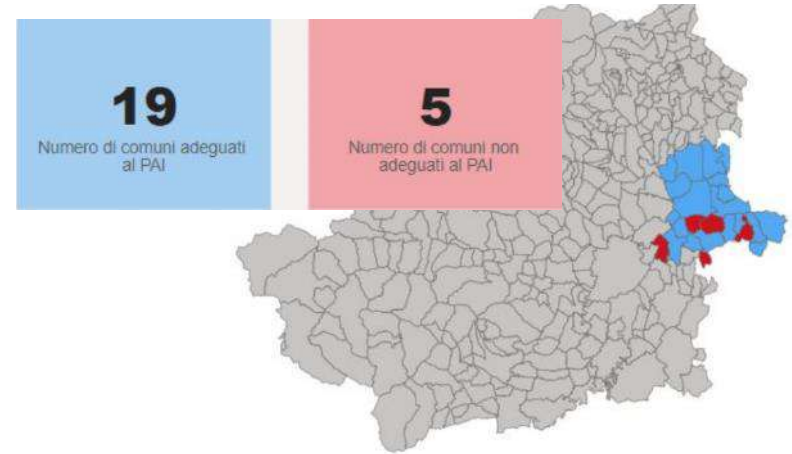 19
Numero di comuni adeguati
al PAI
5
Numero di comuni non
adeguati al PAI